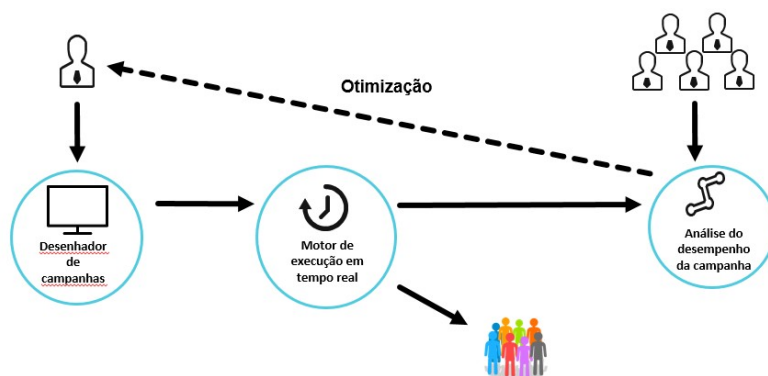 Otimização
Desenhador
de
campanhas
Motor de
execução em
tempo real
Análise do
desempenho
da campanha